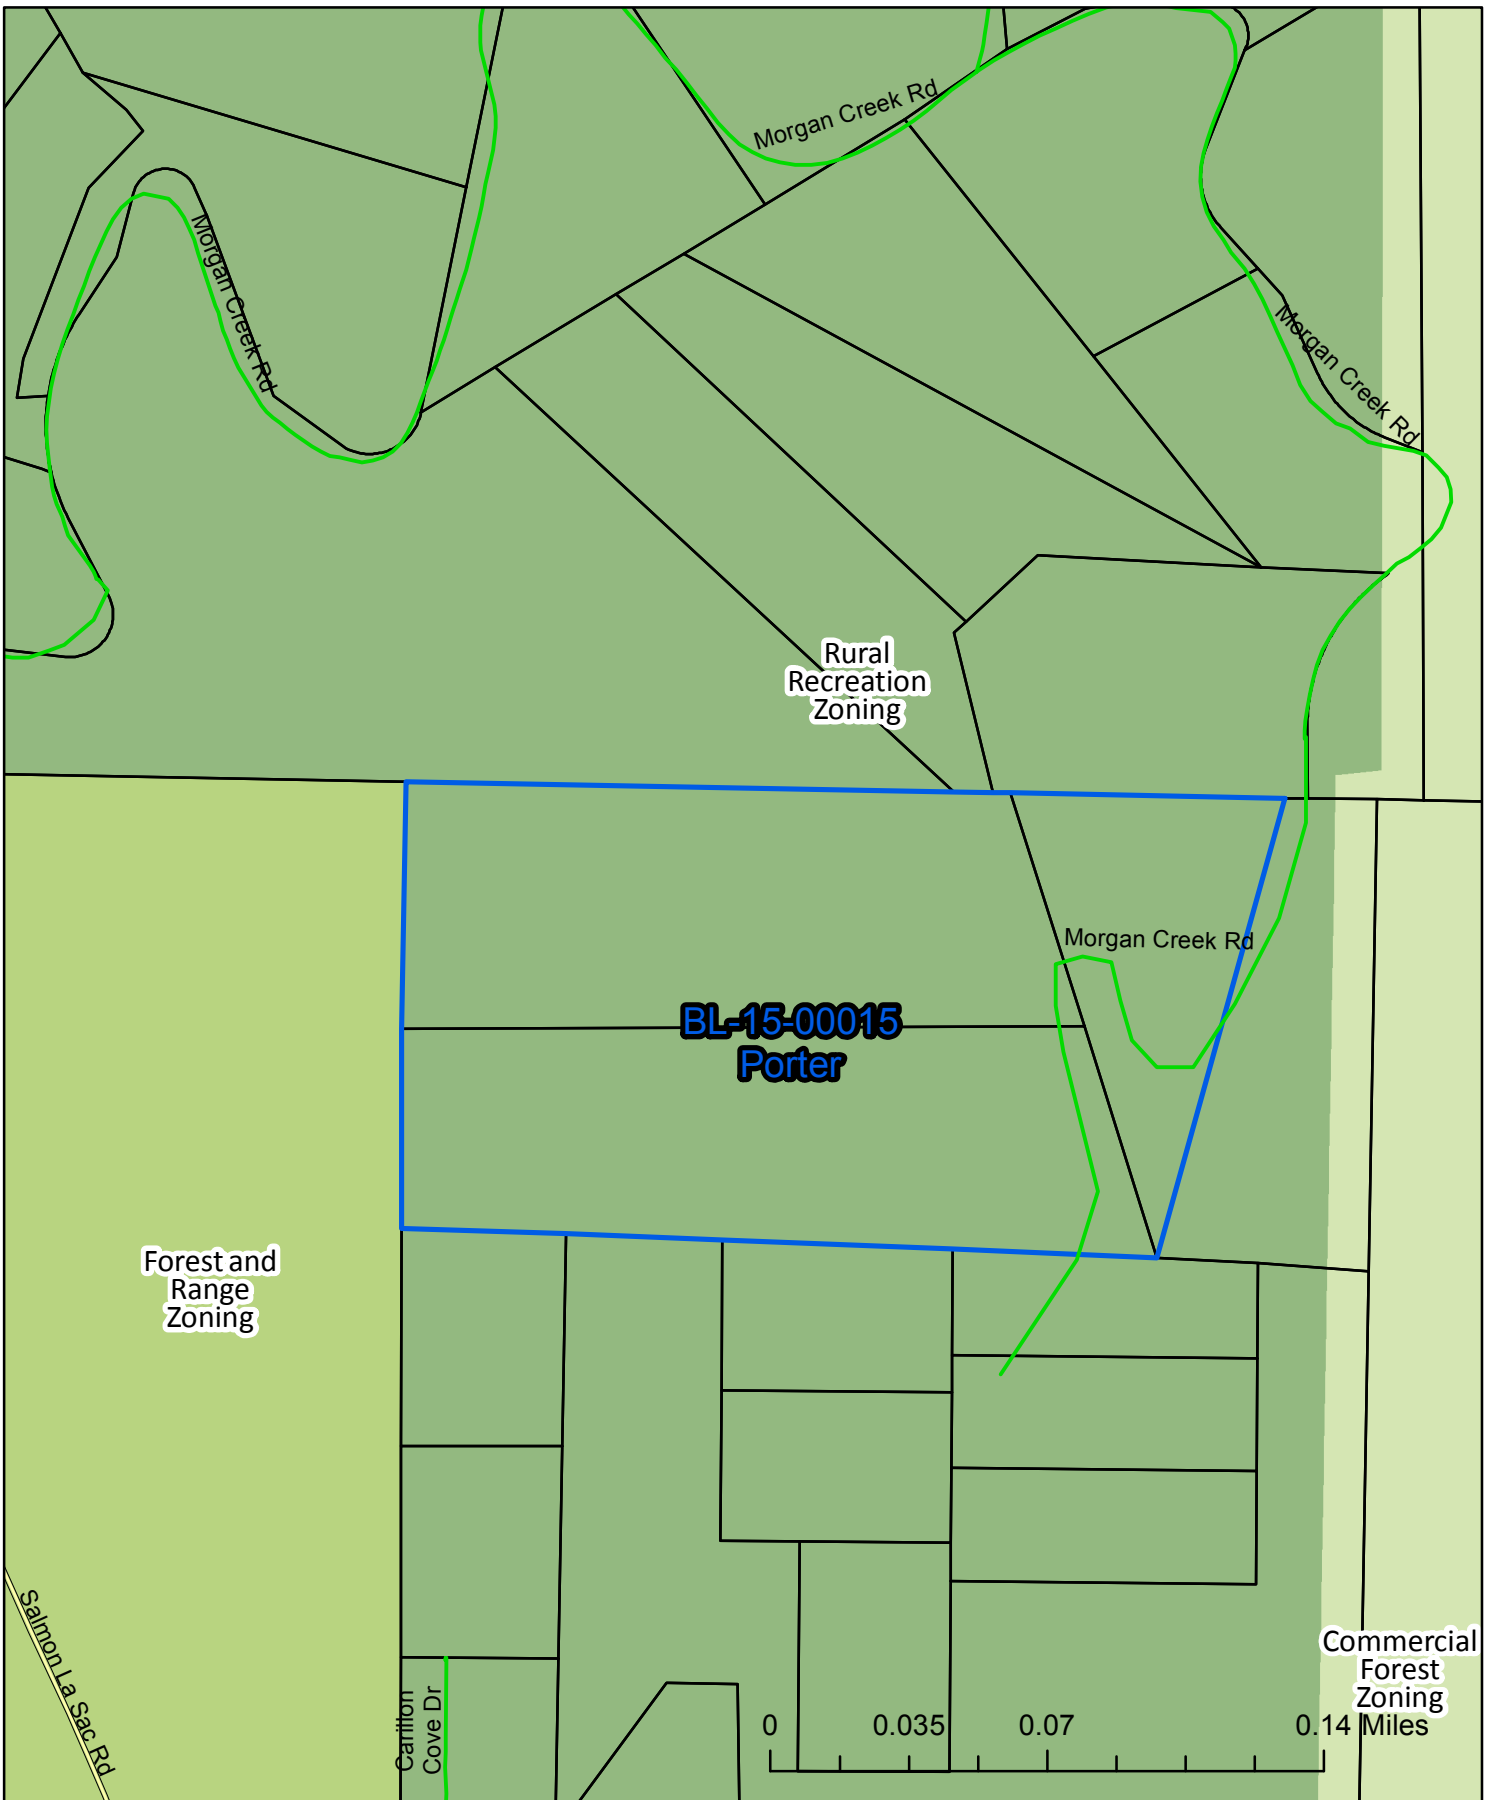 Morgan Creek Rd
Morgan Creek Rd
Morgan Creek Rd
Rural
Recreation
Zoning
Morgan Creek Rd
BL-15-00015
Porter
Forest and
Range
Zoning
Salmon La Sac Rd
Carillon
Cove Dr
Commercial
Forest
Zoning
0 0.035 0.07 0.14 Miles